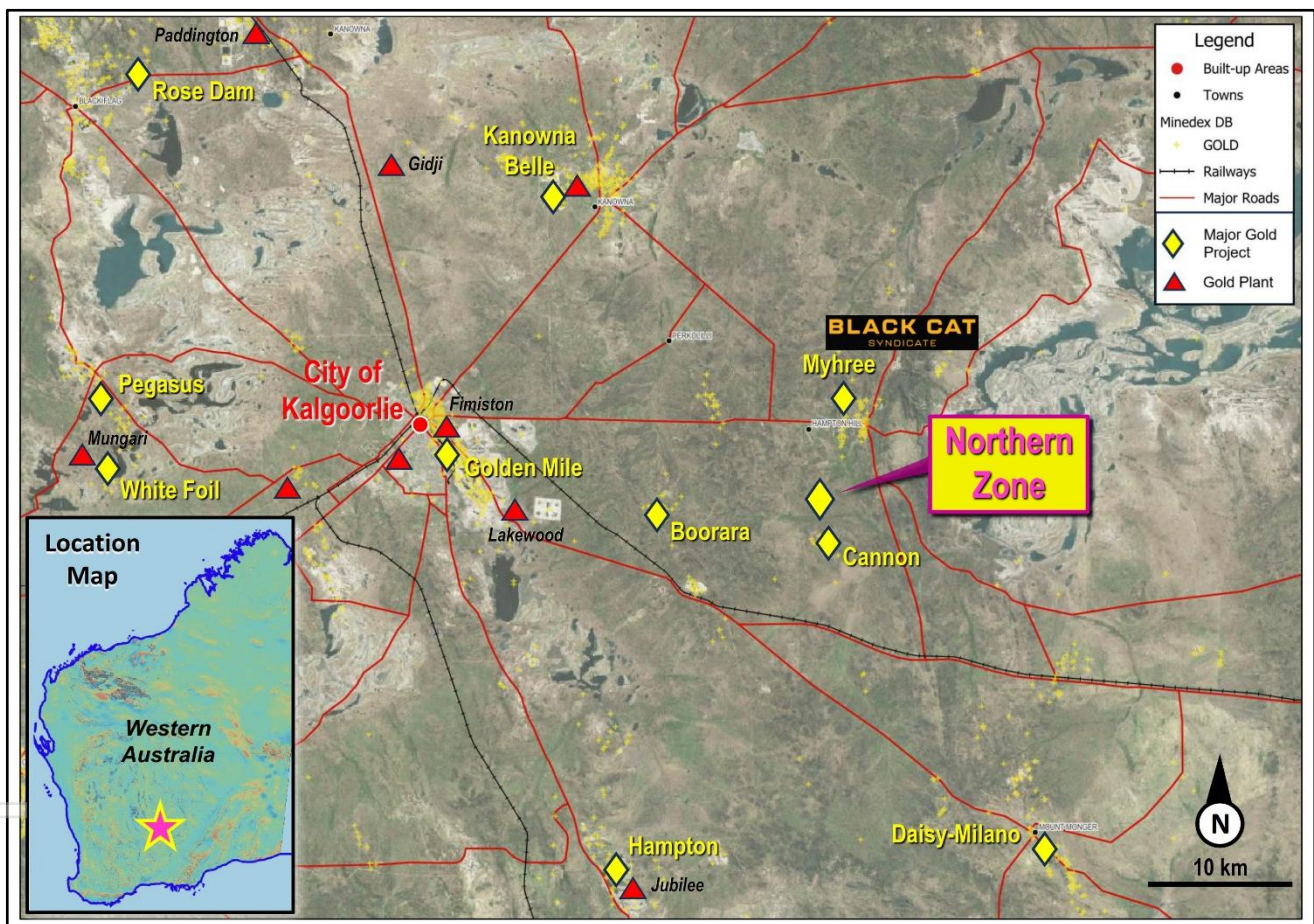 Paddington
KANOWNA
Rose Dam
BLACK FLAG
Gidji
Kanowna
Belle
KANOWNA
Legend
Built-up Areas
Towns
Minedex DB
GOLD
Railways
Major Roads
Major Gold
Project
Gold Plant
PERKOLILLI
BLACK CAT
SYNDICATE
Myhree
HAMPTON HILL
Pegasus
Mungari
White Foil
City of
Kalgoorlie
Fimiston
Golden Mile
Lakewood
Boorara
Northern
Zone
Cannon
Location
Map
Western
Australia
Hampton
Jubilee
Daisy-Milano
MOUNT MONGER
N
10 km